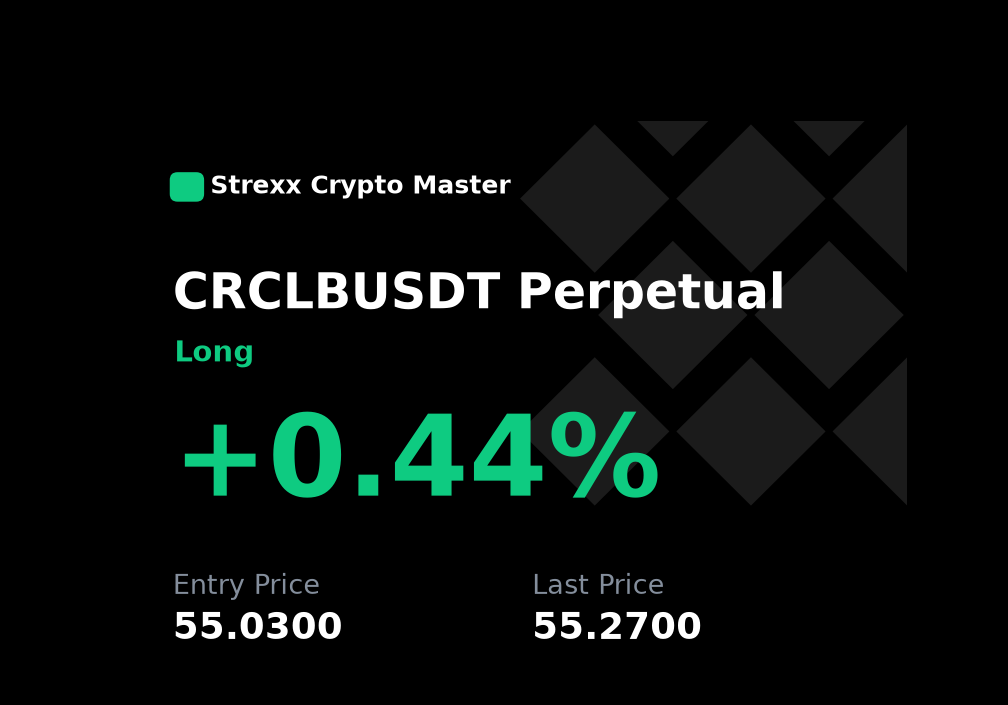 Strexx Crypto Master
CRCLBUSDT Perpetual
Long
+0.44%
Entry Price Last Price
55.0300 55.2700